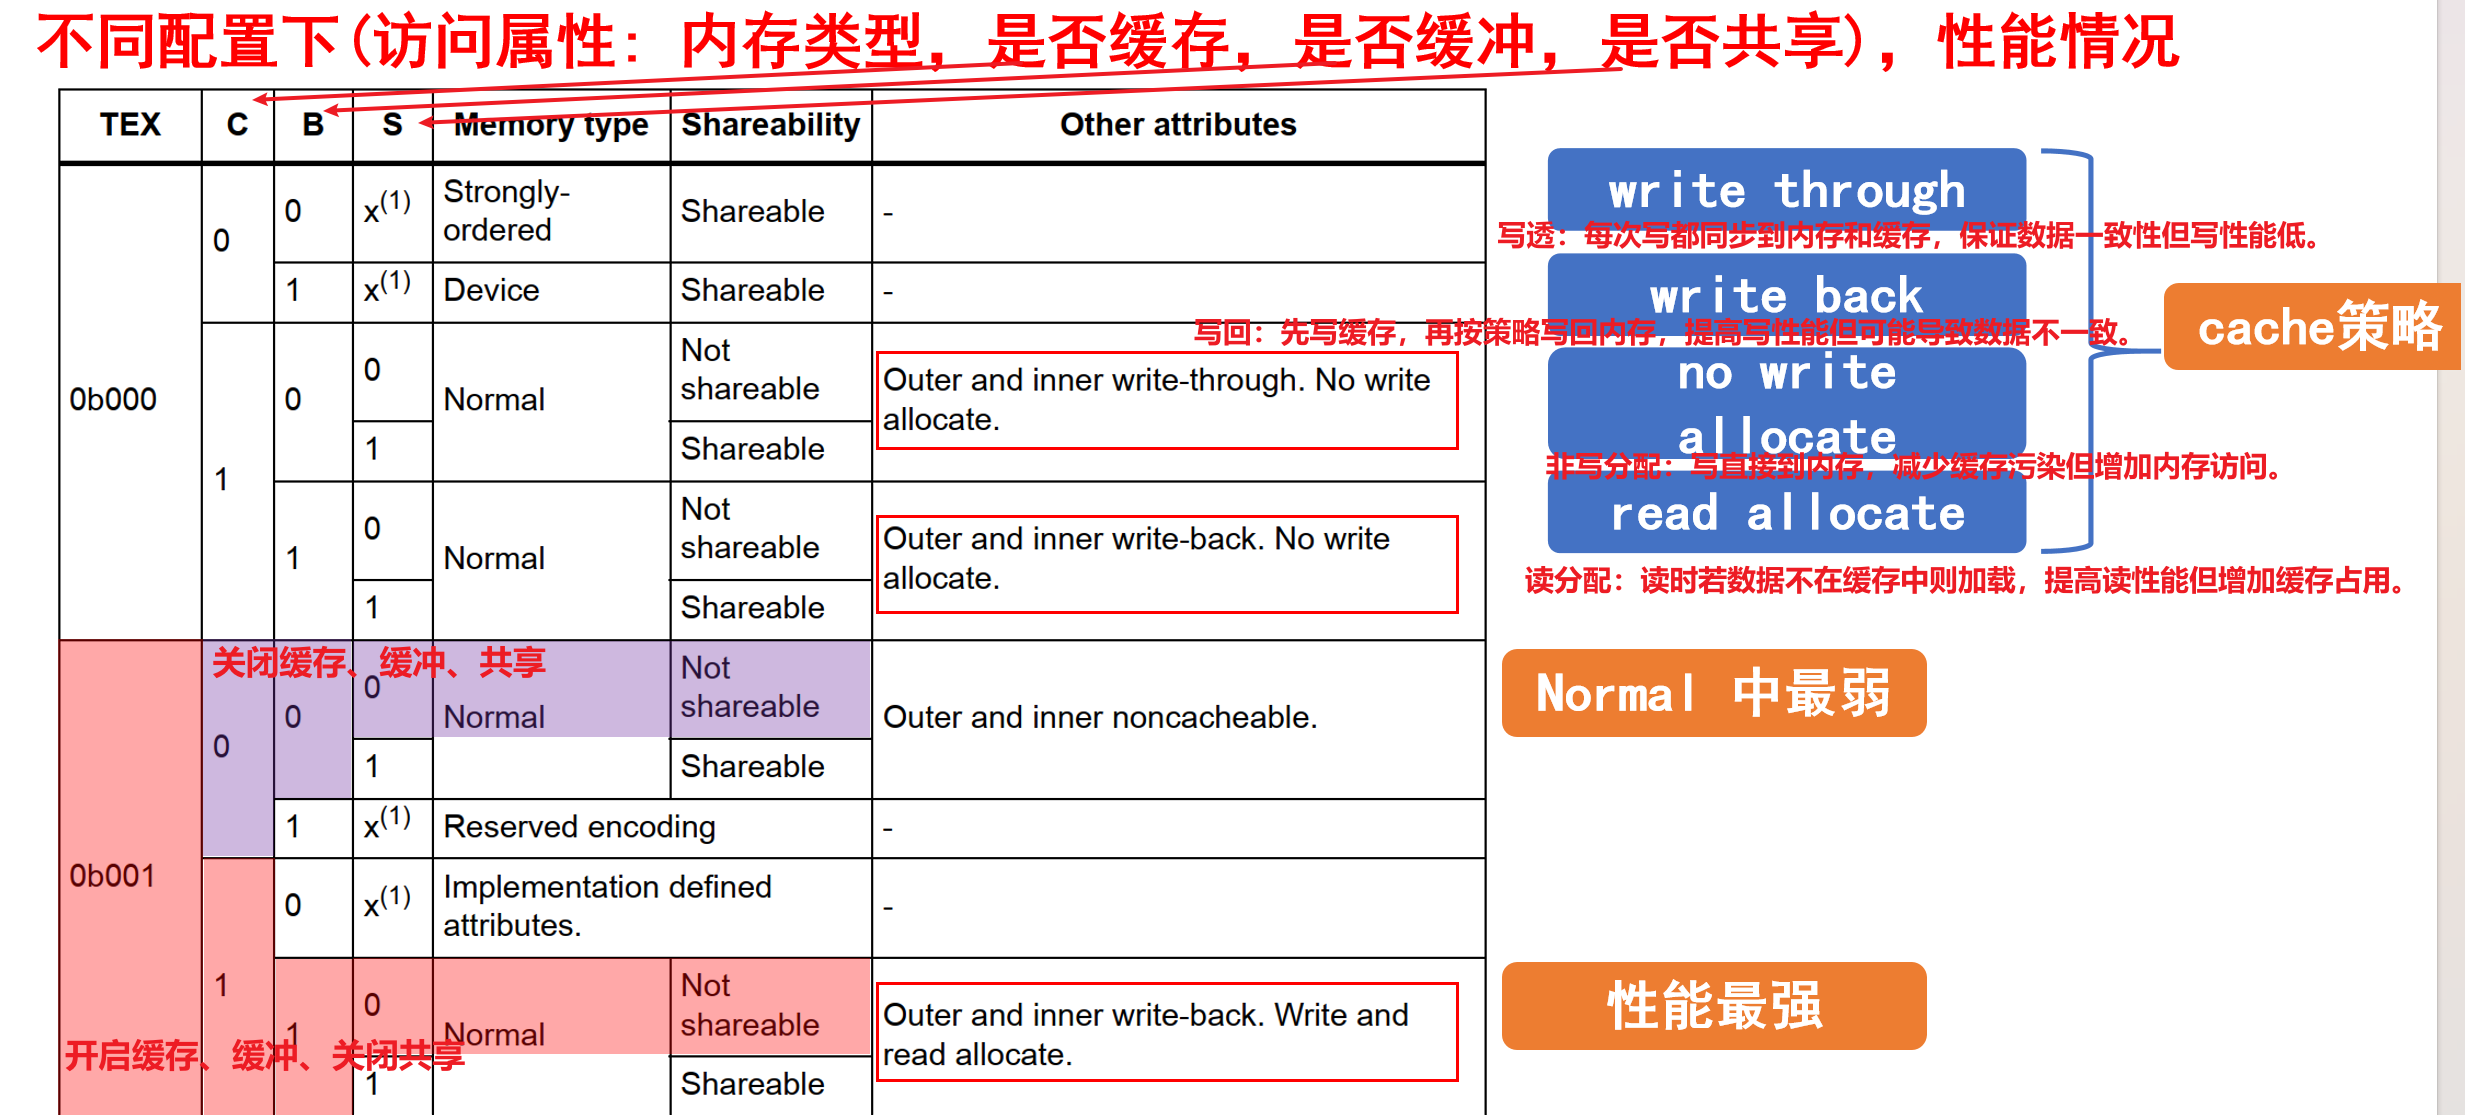 不同配置下(访问属性：内存类型，是否缓存，是否缓冲，是否共享)，性能情况
TEX C B S Memory type Shareability Other attributes
0b000
0
0 x(1) Strongly-
ordered
Shareable -
1 x(1) Device Shareable -
1
0
0
Normal
Not
shareable
Outer and inner write-through. No write
allocate.
1 Shareable
1
0
Normal
Not
shareable
Outer and inner write-back. No write
allocate.
1 Shareable
0b001
关闭缓存、缓冲、共享
0
0
0
Normal
Not
shareable
Outer and inner noncacheable.
1 Shareable
1 x(1) Reserved encoding -
1
0 x(1) Implementation defined
attributes.
-
1
0
Normal
Not
shareable
Outer and inner write-back. Write and
read allocate.
开启缓存、缓冲、关闭共享
1 Shareable
write through
写透：每次写都同步到内存和缓存，保证数据一致性但写性能低。
write back
写回：先写缓存，再按策略写回内存，提高写性能但可能导致数据不一致。
no write
allocate
非写分配：写直接到内存，减少缓存污染但增加内存访问。
read allocate
读分配：读时若数据不在缓存中则加载，提高读性能但增加缓存占用。
cache策略
Normal 中最弱
性能最强